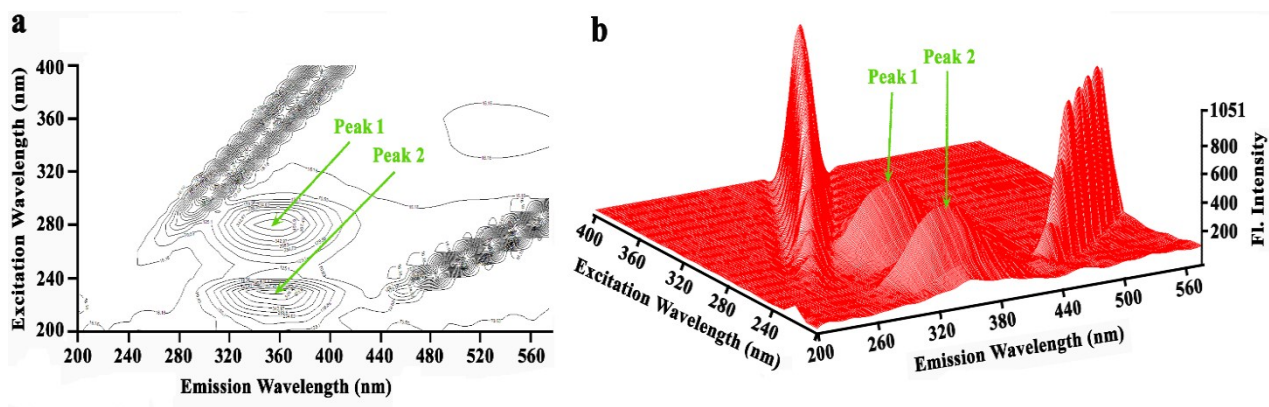 a
Excitation Wavelength (nm)
400
360
320
280
240
200
Peak 1
Peak 2
200 240 280 320 360 400 440 480 520 560
Emission Wavelength (nm)
b
Peak 1
Peak 2
1051
800
600
400
200
Fl. Intensity
400
360
320
280
240
Excitation Wavelength (nm)
200 260 320 380 440 500 560
Emission Wavelength (nm)